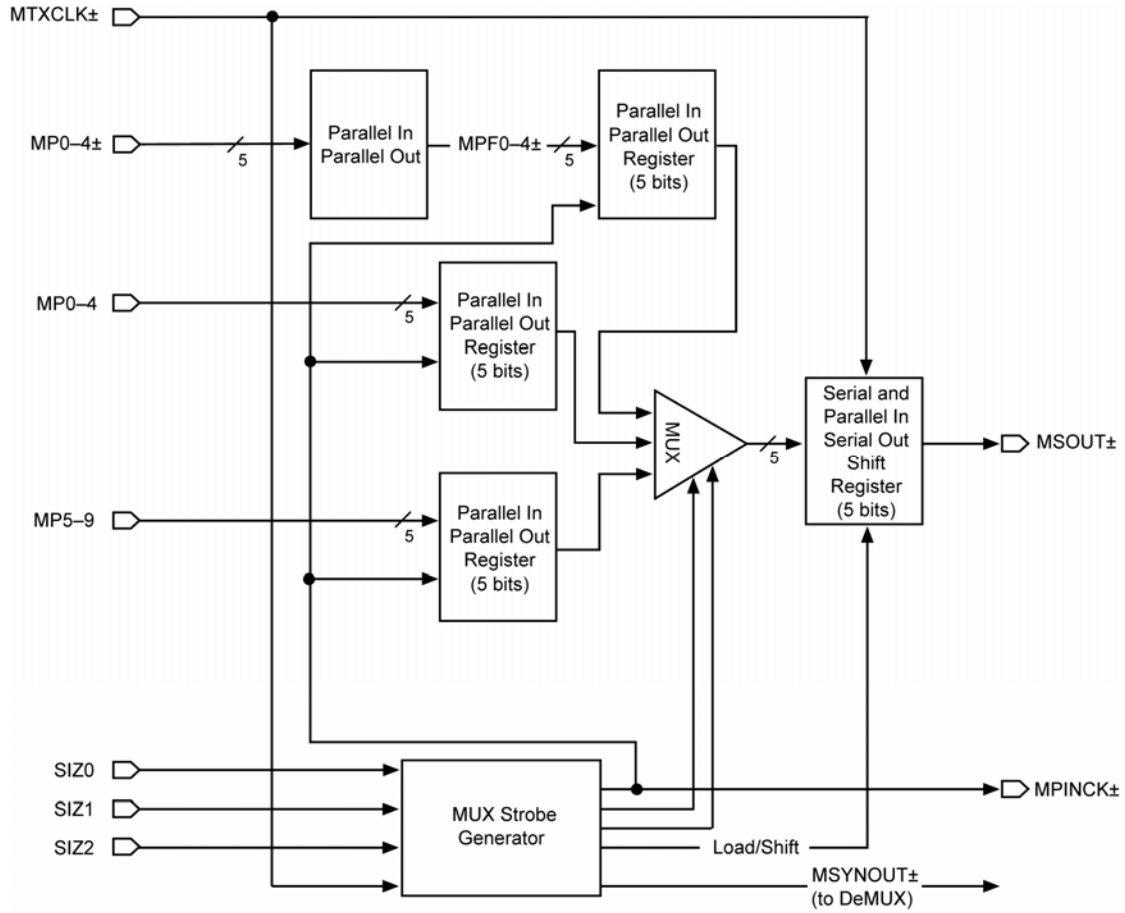 MTXCLK±
MP0–4±
5
Parallel In
Parallel Out
MPF0–4±
5
Parallel In
Parallel Out
Register
(5 bits)
MP0–4
5
Parallel In
Parallel Out
Register
(5 bits)
MUX
5
Serial and
Parallel In
Serial Out
Shift
Register
(5 bits)
MSOUT±
MP5–9
5
Parallel In
Parallel Out
Register
(5 bits)
SIZ0
SIZ1
SIZ2
MUX Strobe
Generator
MPINCK±
Load/Shift
MSYNOUT±
(to DeMUX)